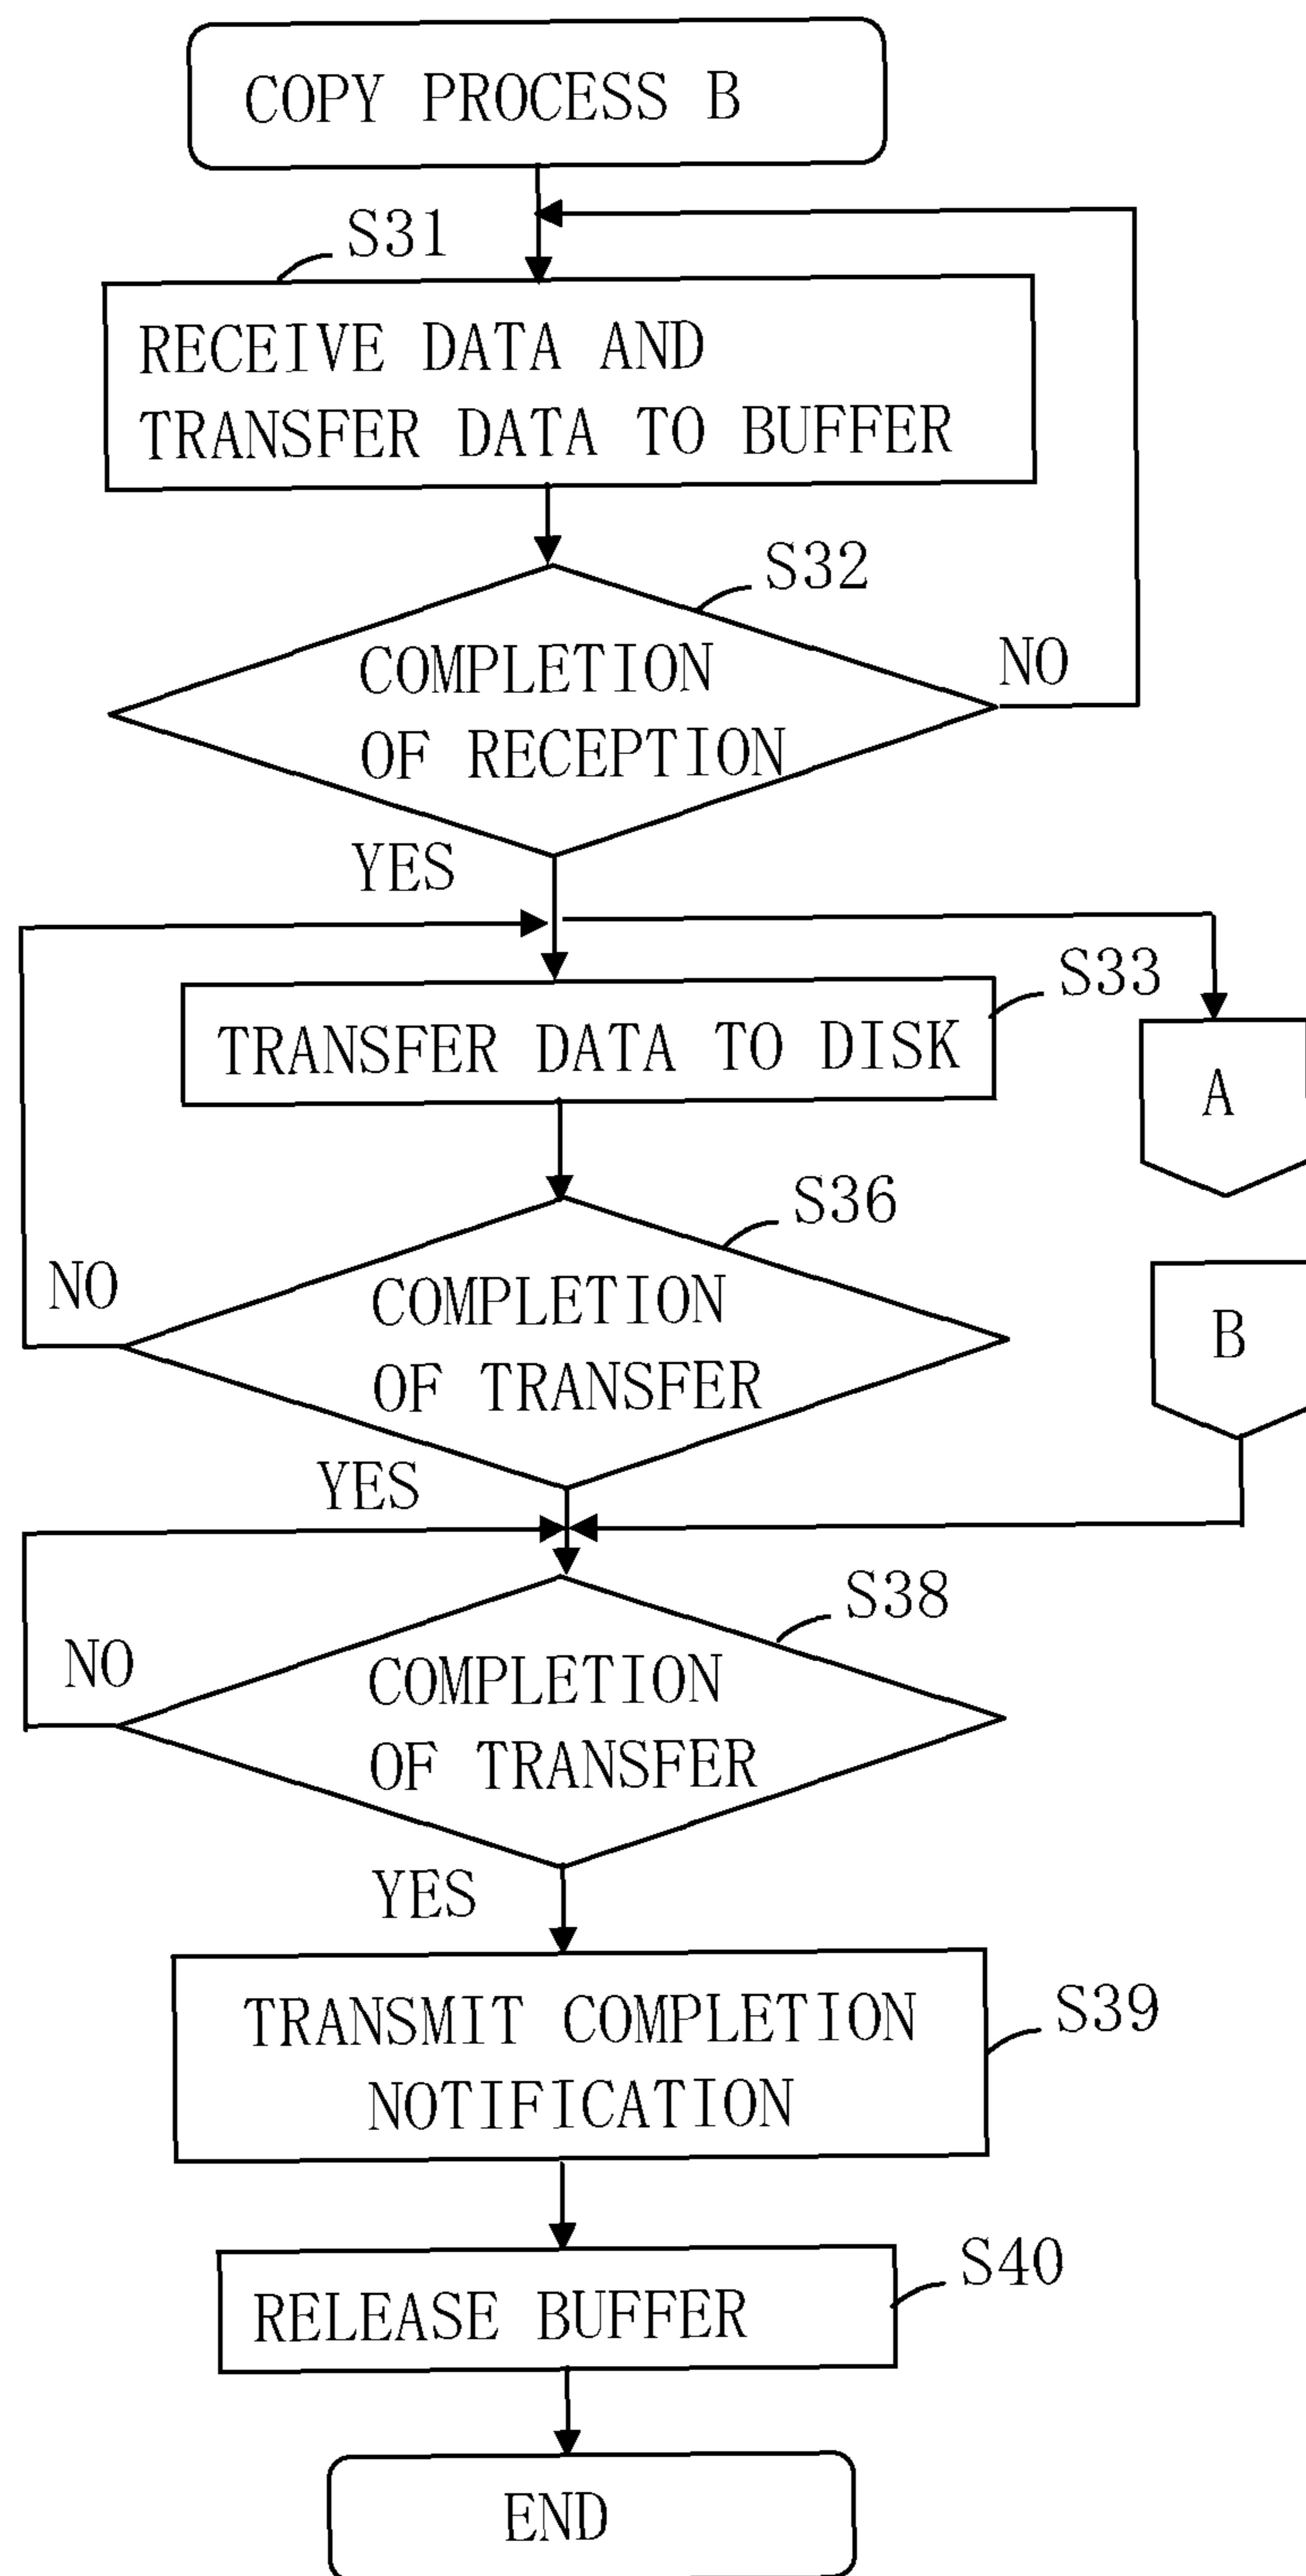 COPY PROCESS B
S31
RECEIVE DATA AND
TRANSFER DATA TO BUFFER
S32
COMPLETION
OF RECEPTION
NO
YES
S33
TRANSFER DATA TO DISK
A
S36
COMPLETION
OF TRANSFER
NO
B
YES
S38
COMPLETION
OF TRANSFER
NO
YES
TRANSMIT COMPLETION
NOTIFICATION
S39
S40
RELEASE BUFFER
END